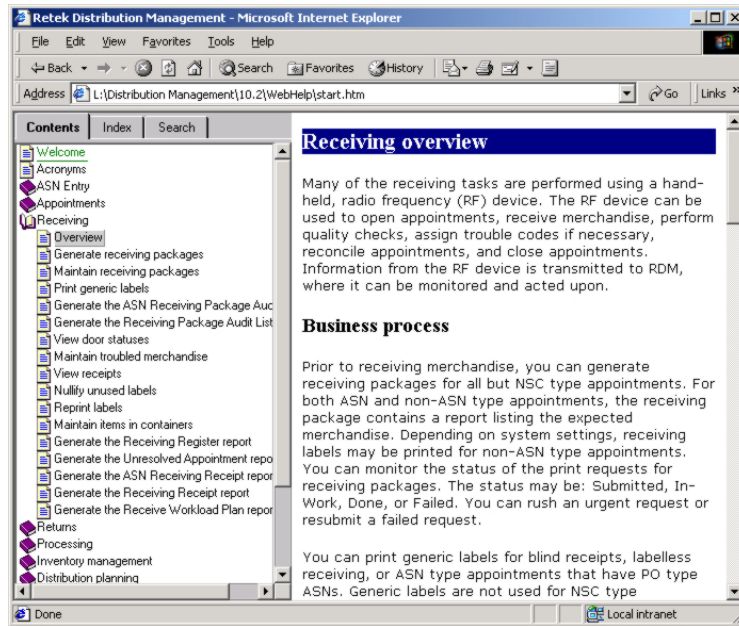 Retek Distribution Management - Microsoft Internet Explorer
File Edit View Favorites Tools Help
Back Search Favorites History
Address L:\Distribution Management\10.2\WebHelp\start.htm Go Links »
Contents Index Search
Welcome
Acronyms
ASN Entry
Appointments
Receiving
Overview
Generate receiving packages
Maintain receiving packages
Print generic labels
Generate the ASN Receiving Package Auc
Generate the Receiving Package Audit List
View door statuses
Maintain troubled merchandise
View receipts
Nullify unused labels
Reprint labels
Maintain items in containers
Generate the Receiving Register report
Generate the Unresolved Appointment repo
Generate the ASN Receiving Receipt repor
Generate the Receiving Receipt report
Generate the Receive Workload Plan repor
Returns
Processing
Inventory management
Distribution planning
Receiving overview
Many of the receiving tasks are performed using a hand-
held, radio frequency (RF) device. The RF device can be
used to open appointments, receive merchandise, perform
quality checks, assign trouble codes if necessary,
reconcile appointments, and close appointments.
Information from the RF device is transmitted to RDM,
where it can be monitored and acted upon.
Business process
Prior to receiving merchandise, you can generate
receiving packages for all but NSC type appointments. For
both ASN and non-ASN type appointments, the receiving
package contains a report listing the expected
merchandise. Depending on system settings, receiving
labels may be printed for non-ASN type appointments.
You can monitor the status of the print requests for
receiving packages. The status may be: Submitted, In-
Work, Done, or Failed. You can rush an urgent request or
resubmit a failed request.
You can print generic labels for blind receipts, labelless
receiving, or ASN type appointments that have PO type
ASNs. Generic labels are not used for NSC type
Done Local intranet